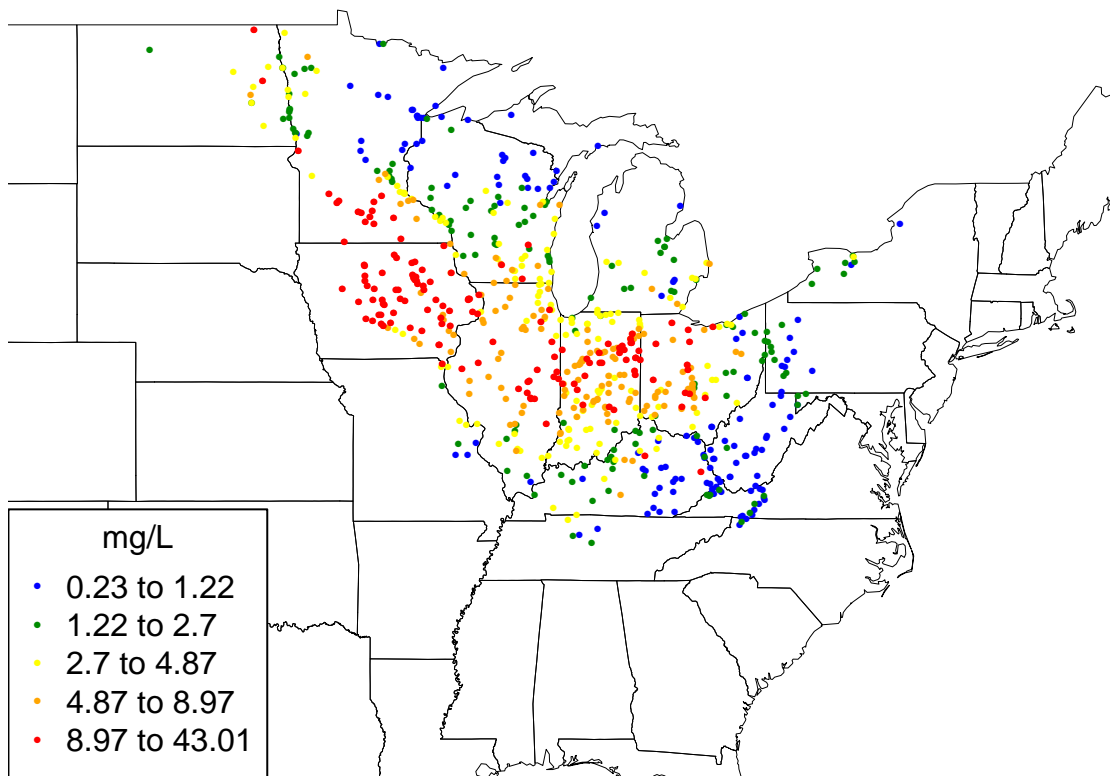 mg/L
0.23 to 1.22
1.22 to 2.7
2.7 to 4.87
4.87 to 8.97
8.97 to 43.01